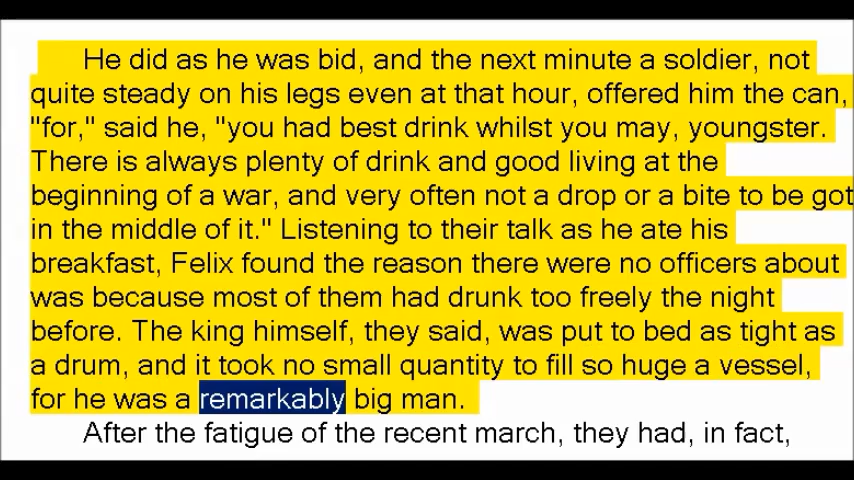 He did as he was bid, and the next minute a soldier, not
quite steady on his legs even at that hour, offered him the can,
"for," said he, "you had best drink whilst you may, youngster.
There is always plenty of drink and good living at the
beginning of a war, and very often not a drop or a bite to be got
in the middle of it." Listening to their talk as he ate his
breakfast, Felix found the reason there were no officers about
was because most of them had drunk too freely the night
before. The king himself, they said, was put to bed as tight as
a drum, and it took no small quantity to fill so huge a vessel,
for he was a remarkably big man.
After the fatigue of the recent march, they had, in fact,